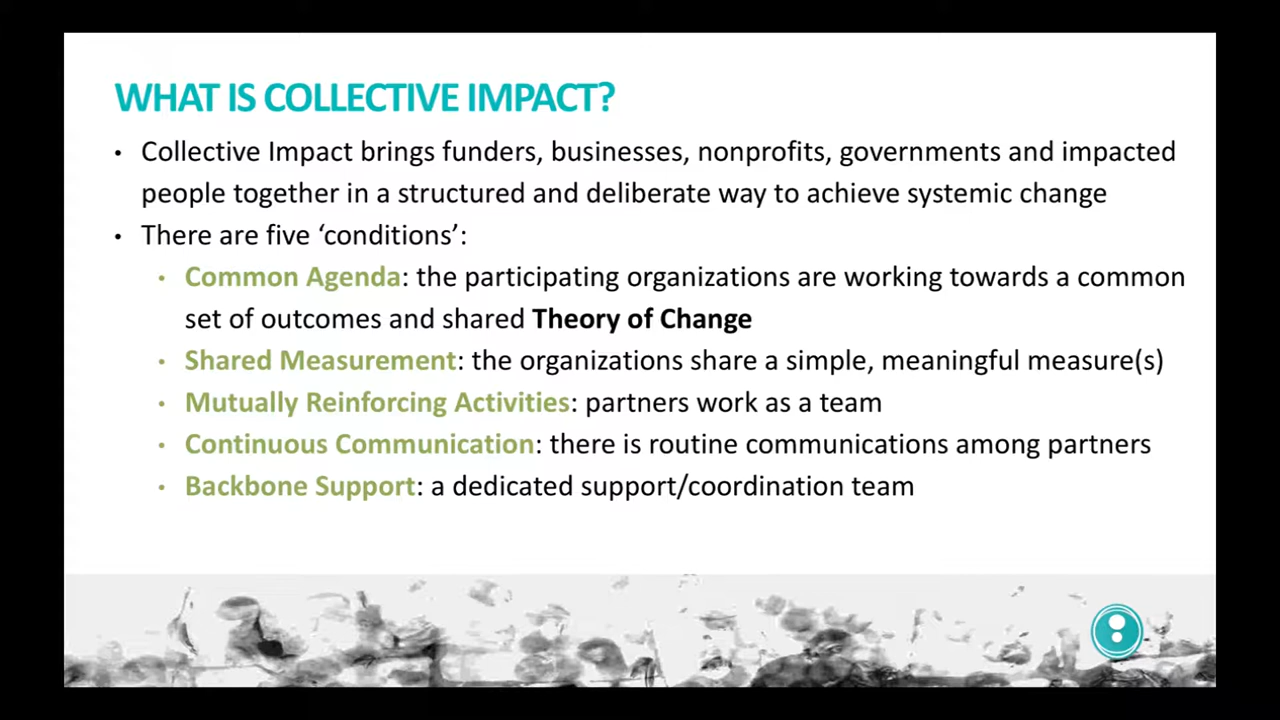 WHAT IS COLLECTIVE IMPACT?
• Collective Impact brings funders, businesses, nonprofits, governments and impacted
people together in a structured and deliberate way to achieve systemic change
• There are five ‘conditions’:
• Common Agenda: the participating organizations are working towards a common
set of outcomes and shared Theory of Change
• Shared Measurement: the organizations share a simple, meaningful measure(s)
• Mutually Reinforcing Activities: partners work as a team
• Continuous Communication: there is routine communications among partners
• Backbone Support: a dedicated support/coordination team